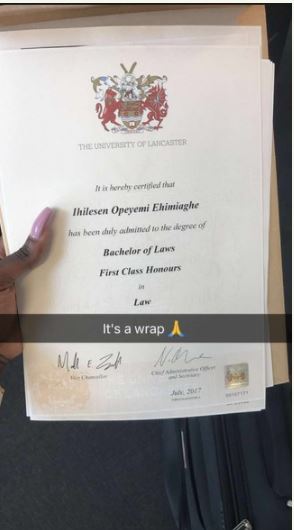 THE UNIVERSITY OF LANCASTER
It is hereby certified that
Ihilesen Opeyemi Ehimiaghe
has been duly admitted to the degree of
Bachelor of Laws
First Class Honours
in
Law
It's a wrap 🙏
Vice Chancellor
Chief Administrative Officer
and Secretary
July, 2017